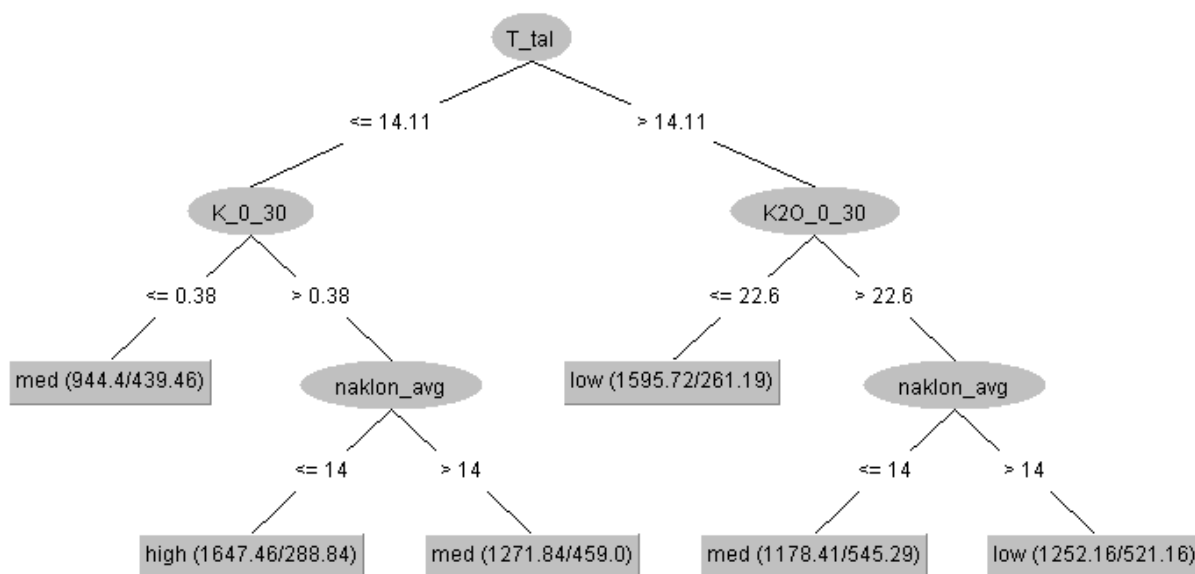 T_tal
<= 14.11
> 14.11
K_0_30
K2O_0_30
<= 0.38
> 0.38
<= 22.6
> 22.6
med (944.4/439.46)
naklon_avg
low (1595.72/261.19)
naklon_avg
<= 14
> 14
<= 14
> 14
high (1647.46/288.84)
med (1271.84/459.0)
med (1178.41/545.29)
low (1252.16/521.16)